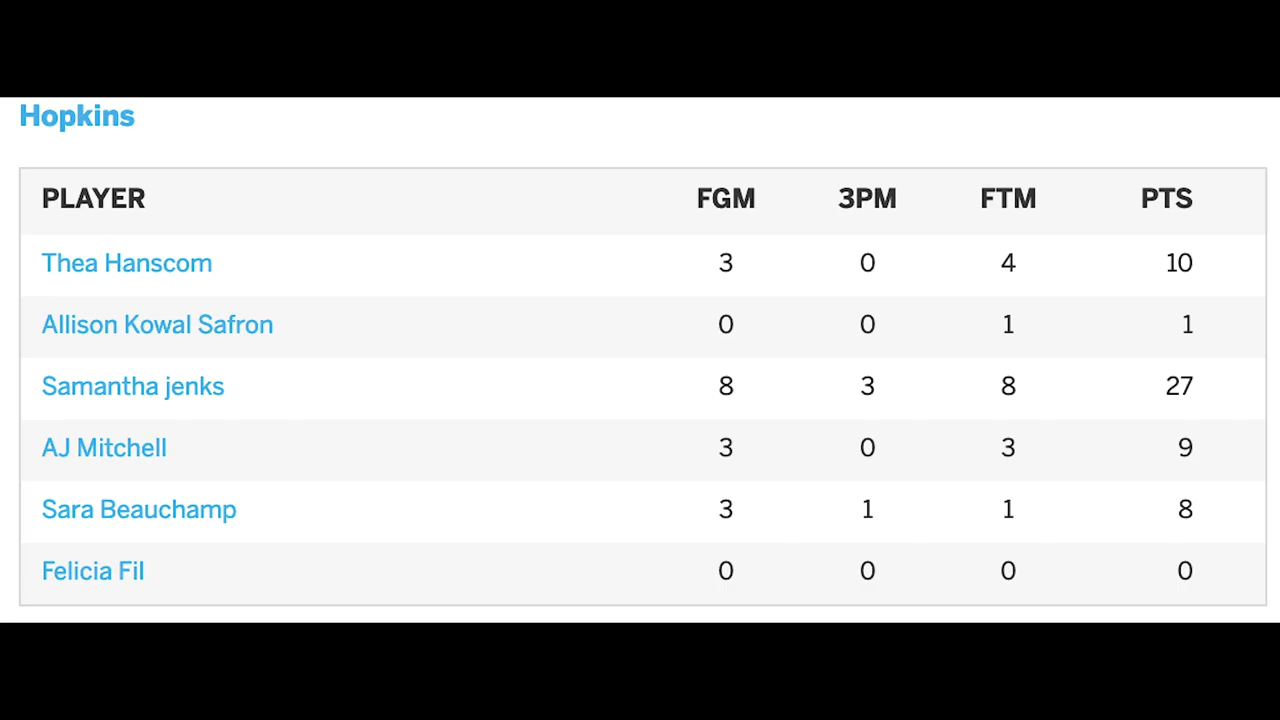 Hopkins
PLAYER FGM 3PM FTM PTS
Thea Hanscom 3 0 4 10
Allison Kowal Safron 0 0 1 1
Samantha jenks 8 3 8 27
AJ Mitchell 3 0 3 9
Sara Beauchamp 3 1 1 8
Felicia Fil 0 0 0 0